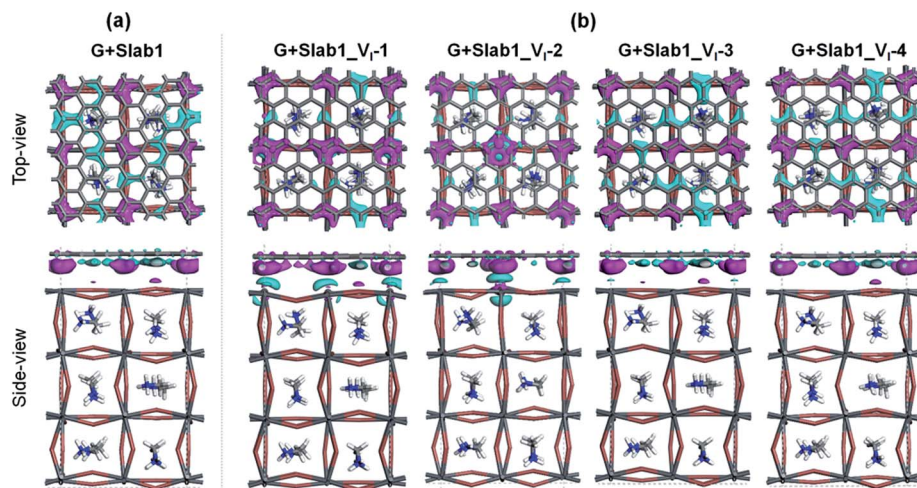 (a)
(b)
G+Slab1
G+Slab1_VI-1
G+Slab1_VI-2
G+Slab1_VI-3
G+Slab1_VI-4
Top-view
Side-view